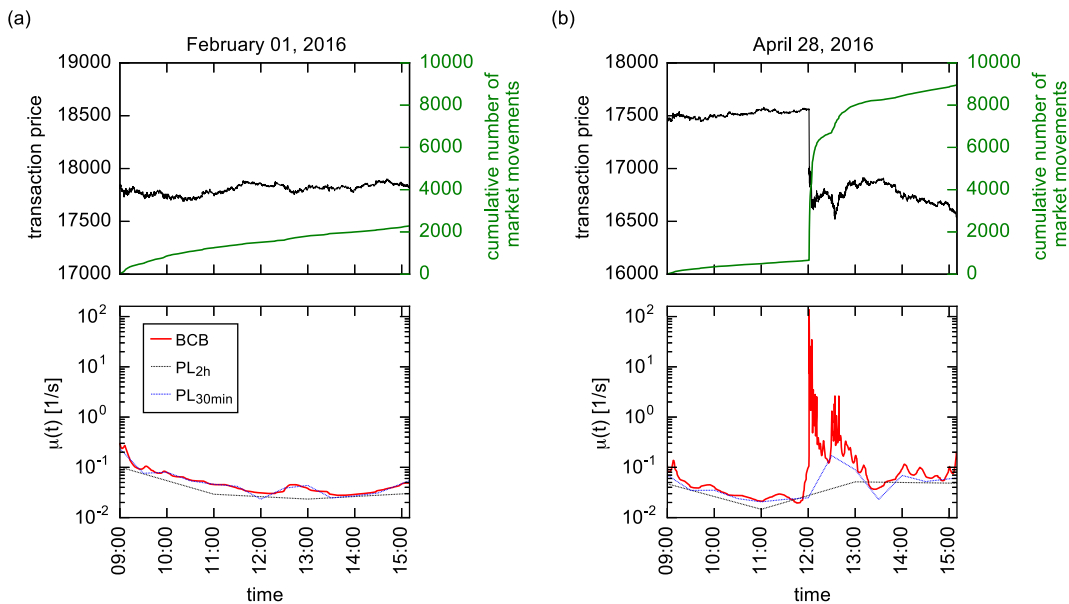 (a)
February 01, 2016
19000
18500
18000
17500
17000
transaction price
10000
8000
6000
4000
2000
0
cumulative number of
market movements
10²
10¹
10⁰
10⁻¹
10⁻²
μ(t) [1/s]
BCB
PL2h
PL30min
09:00
10:00
11:00
12:00
13:00
14:00
15:00
time
(b)
April 28, 2016
18000
17500
17000
16500
16000
transaction price
10000
8000
6000
4000
2000
0
cumulative number of
market movements
10²
10¹
10⁰
10⁻¹
10⁻²
μ(t) [1/s]
09:00
10:00
11:00
12:00
13:00
14:00
15:00
time